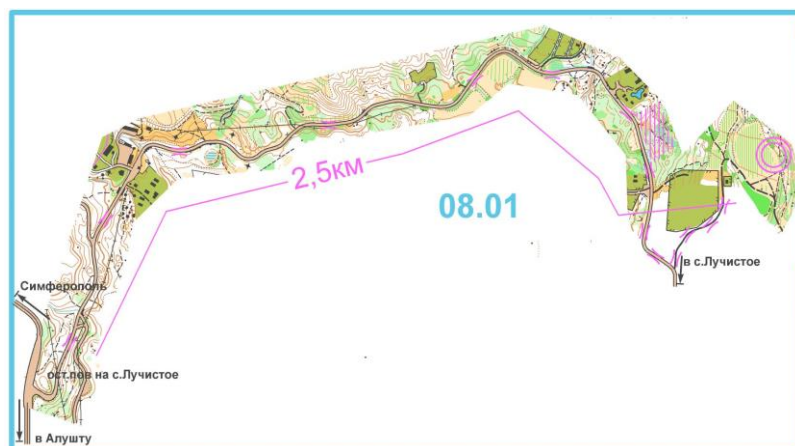 2,5км
08.01
в с.Лучистое
Симферополь
ост.пов на с.Лучистое
в Алушту